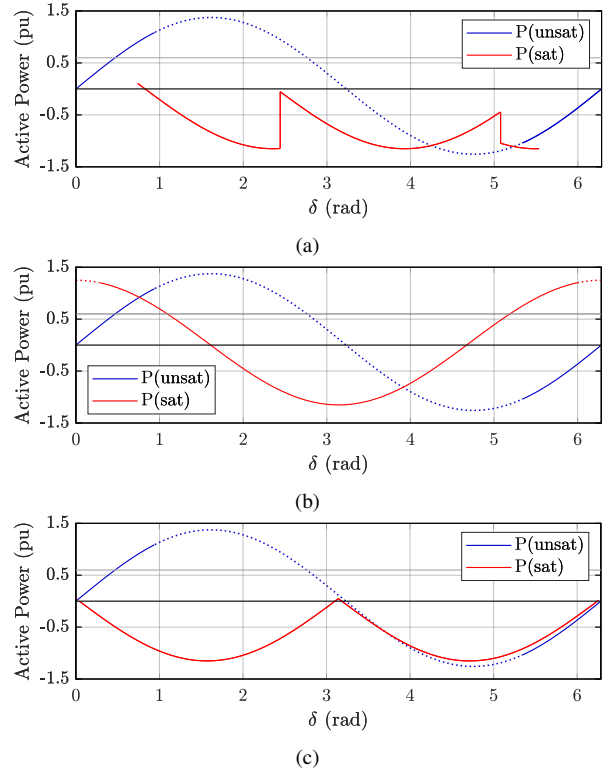 Active Power (pu)
1.5
0.5
-0.5
-1.5
P(unsat)
P(sat)
0 1 2 3 4 5 6
δ (rad)
(a)
Active Power (pu)
1.5
0.5
-0.5
-1.5
P(unsat)
P(sat)
0 1 2 3 4 5 6
δ (rad)
(b)
Active Power (pu)
1.5
0.5
-0.5
-1.5
P(unsat)
P(sat)
0 1 2 3 4 5 6
δ (rad)
(c)